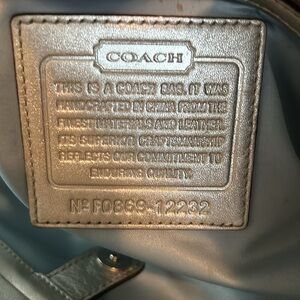 COACH
THIS IS A COACH BAG. IT WAS
HANDCRAFTED IN CHINA FROM THE
FINEST MATERIALS AND LEATHER.
ITS SUPERIOR CRAFTSMANSHIP
REFLECTS OUR COMMITMENT TO
ENDURING QUALITY.
Nº F0869-12232